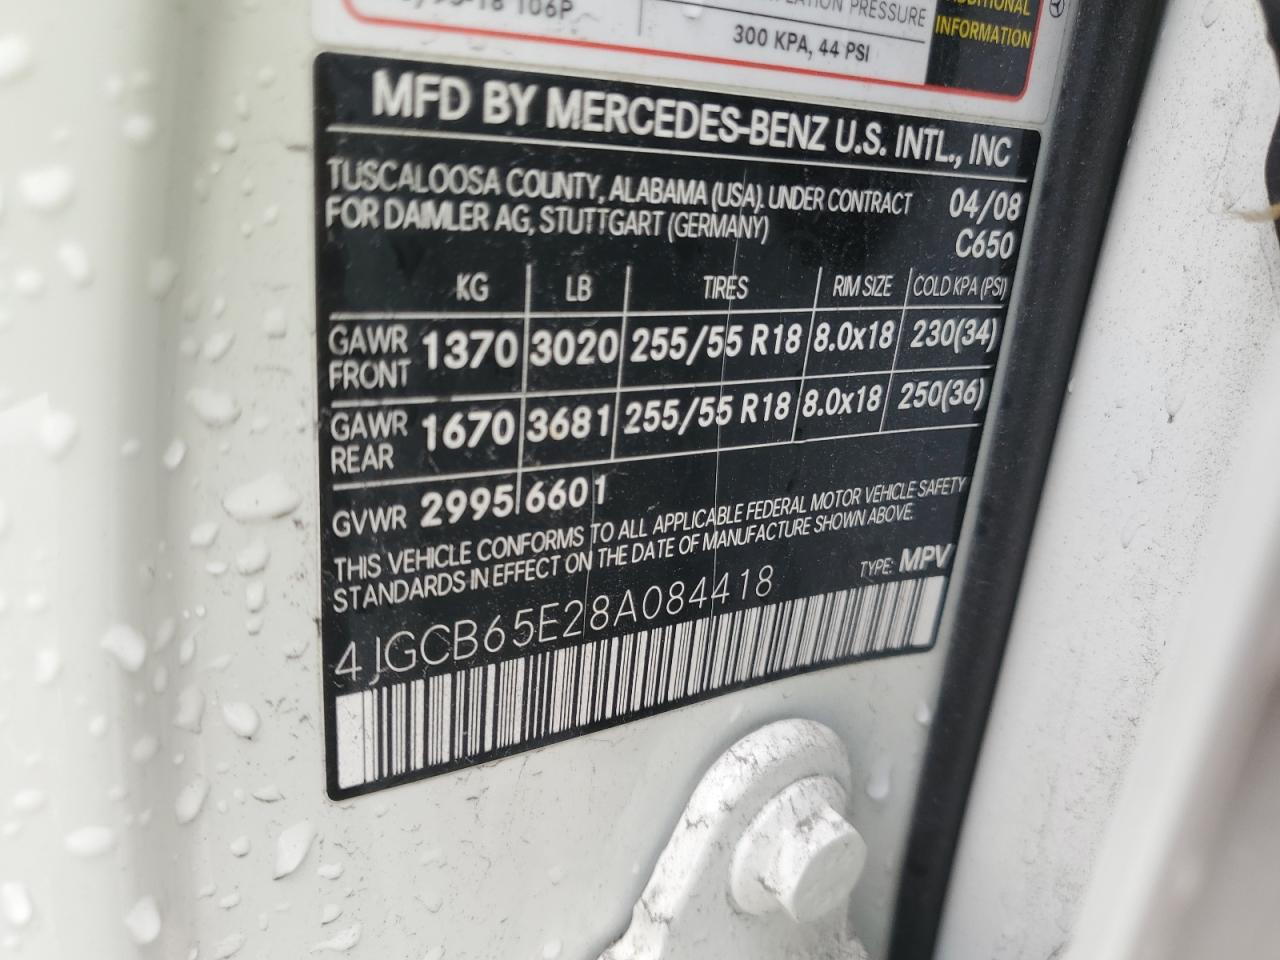 18 106P
PRESSURE
300 KPA, 44 PSI
ADDITIONAL
INFORMATION
MFD BY MERCEDES-BENZ U.S. INTL., INC
TUSCALOOSA COUNTY, ALABAMA (USA). UNDER CONTRACT 04/08
FOR DAIMLER AG, STUTTGART (GERMANY) C650
KG LB TIRES RIM SIZE COLD KPA (PSI)
GAWR FRONT 1370 3020 255/55 R18 8.0x18 230(34)
GAWR REAR 1670 3681 255/55 R18 8.0x18 250(36)
GVWR 2995 6601
THIS VEHICLE CONFORMS TO ALL APPLICABLE FEDERAL MOTOR VEHICLE SAFETY
STANDARDS IN EFFECT ON THE DATE OF MANUFACTURE SHOWN ABOVE.
4JGCB65E28A084418 TYPE: MPV